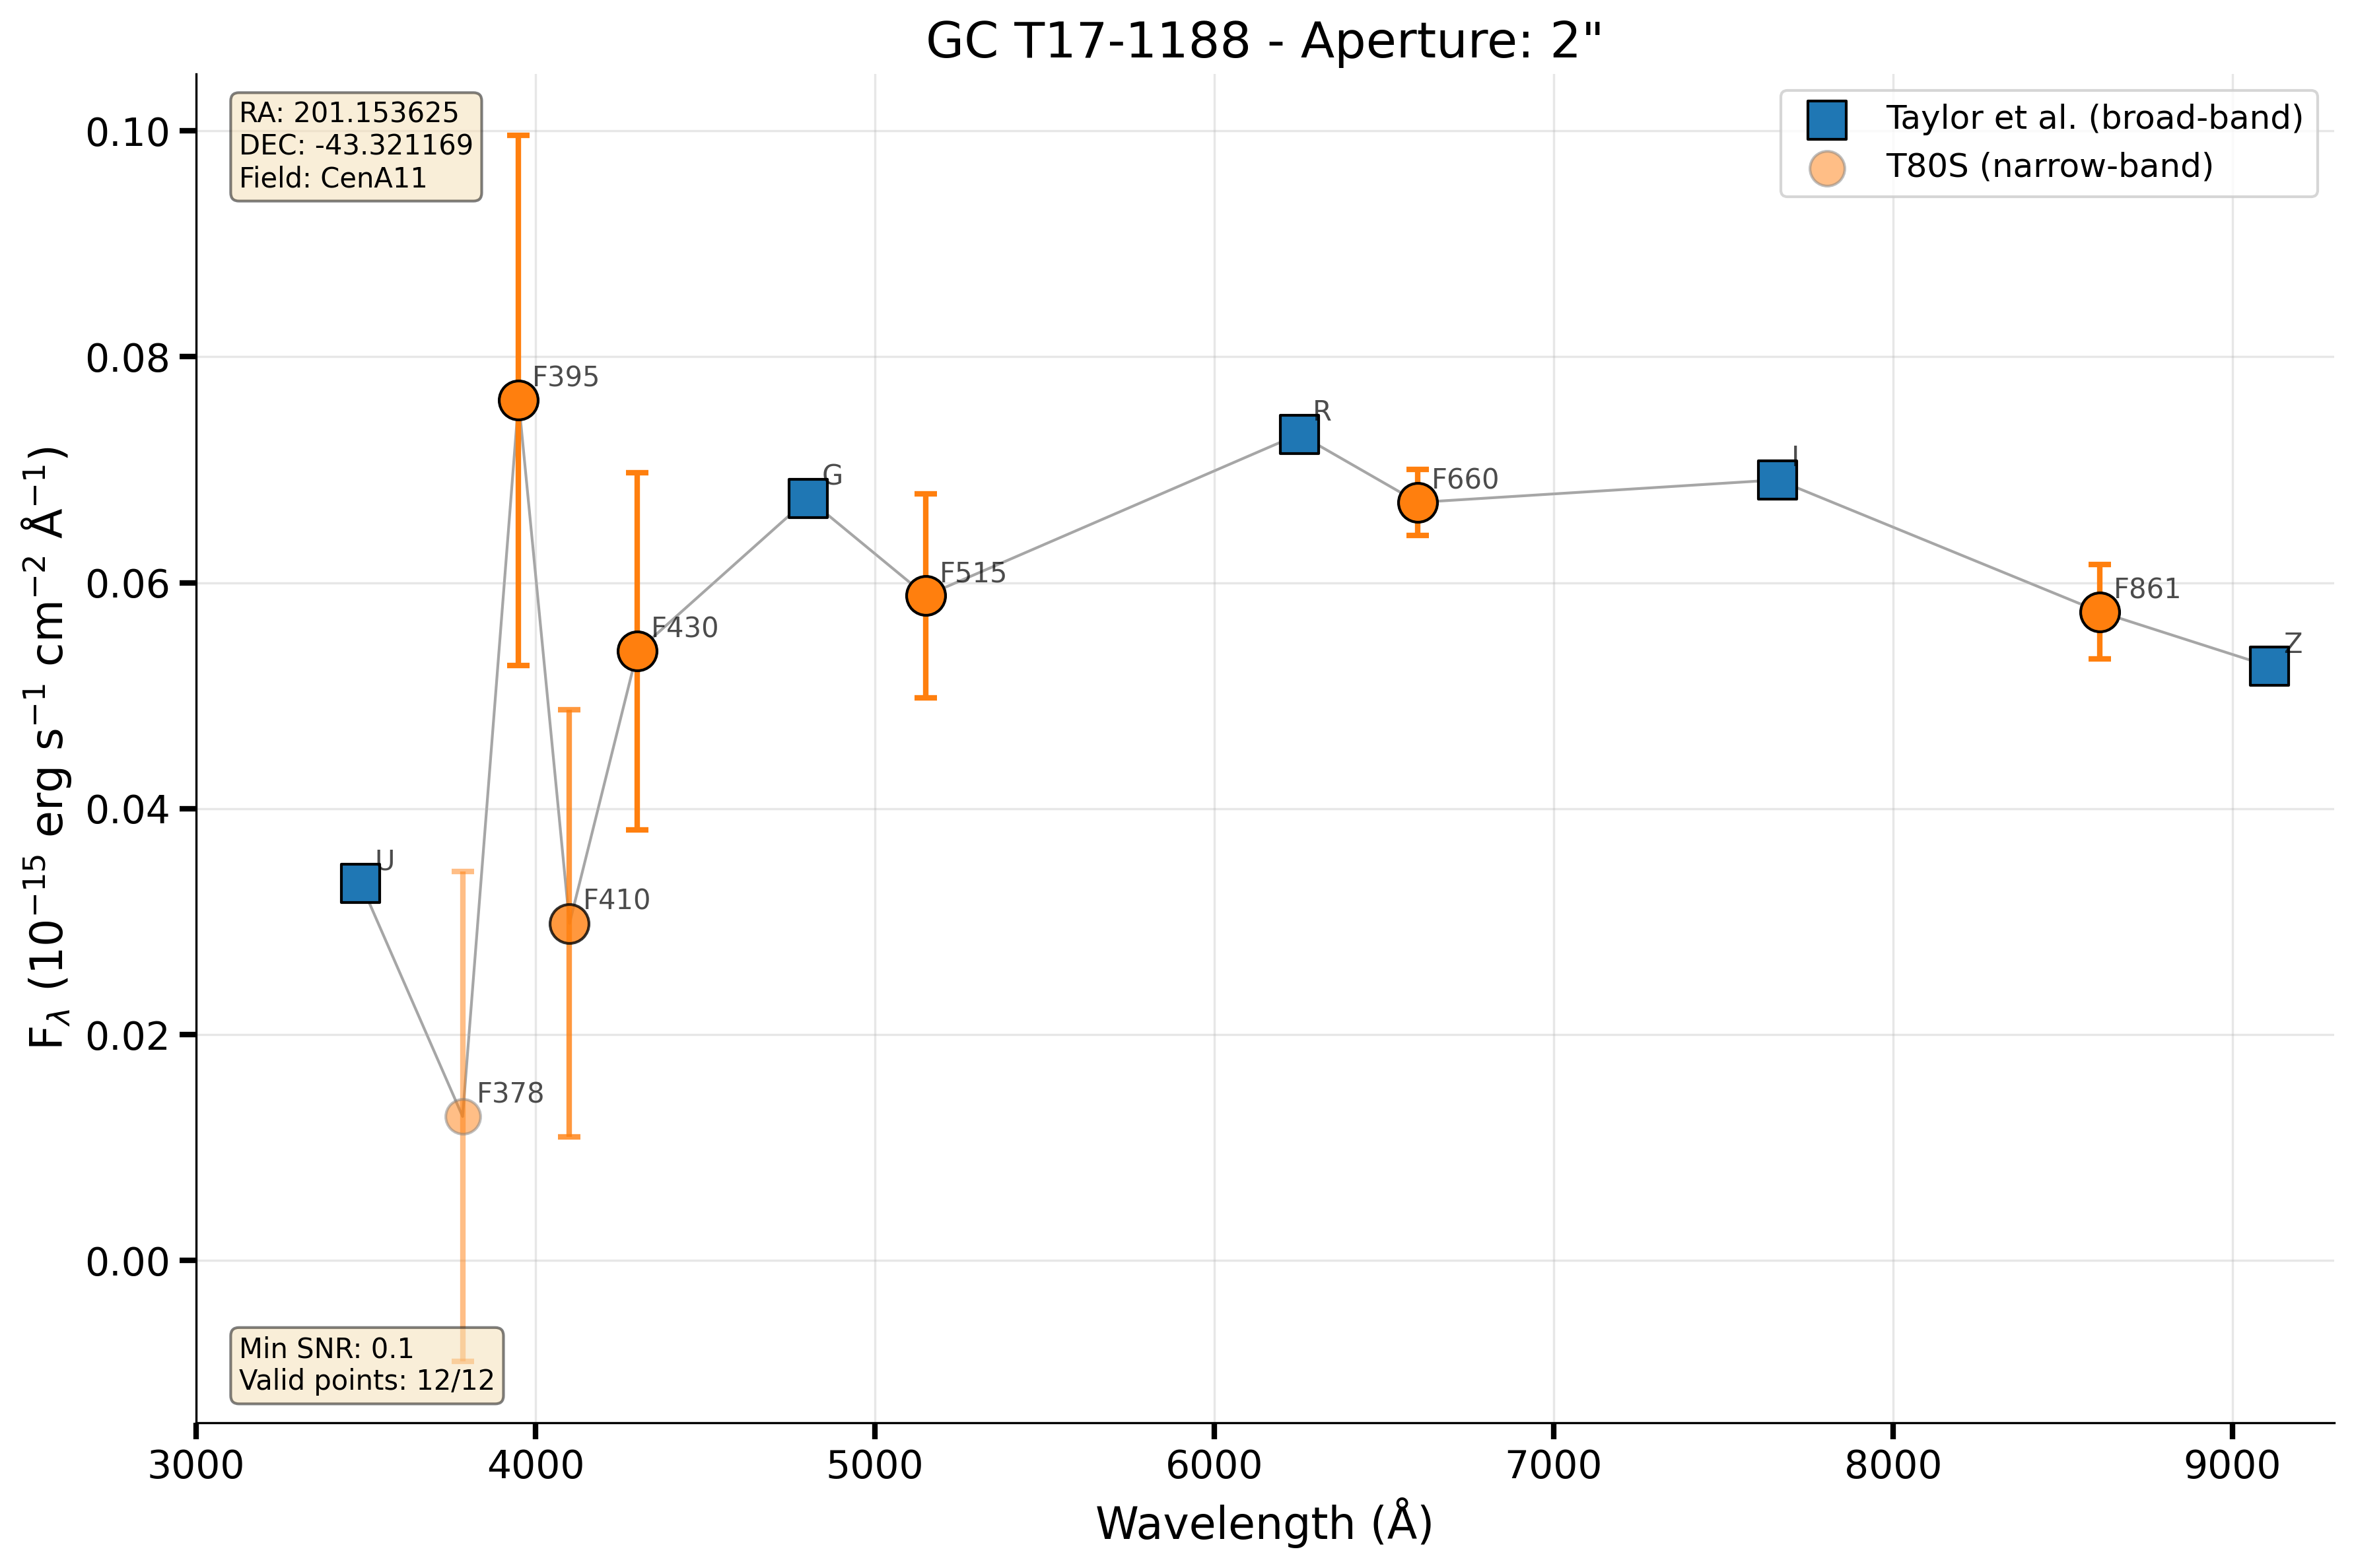 GC T17-1188 - Aperture: 2"
RA: 201.153625
DEC: -43.321169
Field: CenA11
Taylor et al. (broad-band)
T80S (narrow-band)
0.10
0.08
0.06
0.04
0.02
0.00
F$_{\lambda}$ (10$^{-15}$ erg s$^{-1}$ cm$^{-2}$ Å$^{-1}$)
U
F378
F395
F410
F430
G
F515
R
F660
I
F861
Z
Min SNR: 0.1
Valid points: 12/12
3000
4000
5000
6000
7000
8000
9000
Wavelength (Å)